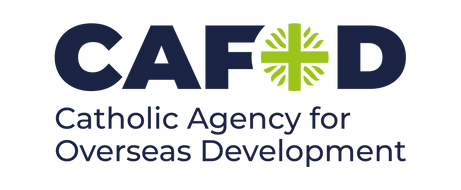 CAFOD
Catholic Agency for
Overseas Development